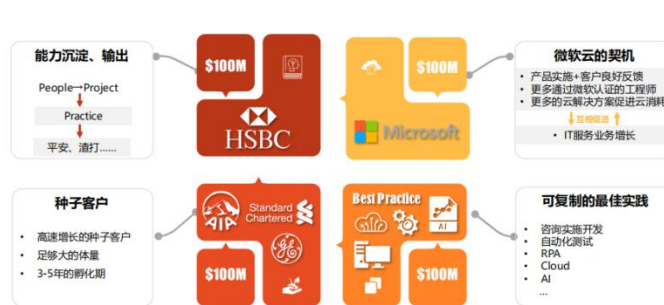 能力沉淀、输出
People→Project
Practice
平安、渣打……
$100M
HSBC
$100M
Microsoft
微软云的契机
• 产品实施+客户良好反馈
• 更多通过微软认证的工程师
• 更多的云解决方案促进云消耗
互相促进
• IT服务业务增长
种子客户
• 高速增长的种子客户
• 足够大的体量
• 3-5年的孵化期
AIA
Standard
Chartered
$100M
Best Practice
AI
$100M
可复制的最佳实践
• 咨询实施开发
• 自动化测试
• RPA
• Cloud
• AI
...